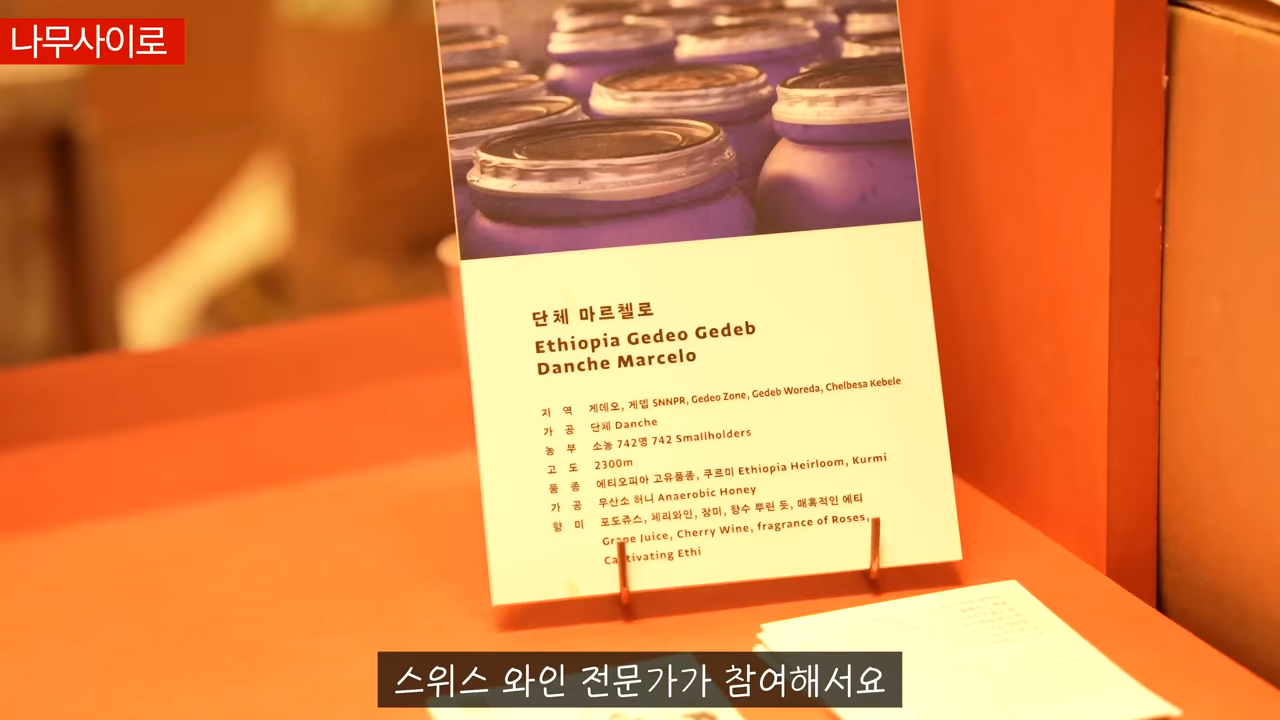 나무사이로
단체 마르첼로
Ethiopia Gedeo Gedeb
Danche Marcelo
지 역 게데오, 게뎁 SNNPR, Gedeo Zone, Gedeb Woreda, Chelbesa Kebele
가 공 단체 Danche
농 부 소농 742명 742 Smallholders
고 도 2300m
품 종 에티오피아 고유품종, 쿠르미 Ethiopia Heirloom, Kurmi
가 공 무산소 허니 Anaerobic Honey
향 미 포도쥬스, 체리와인, 장미, 향수 뿌린 듯, 매혹적인 에티
Grape Juice, Cherry Wine, fragrance of Roses,
Captivating Ethi
스위스 와인 전문가가 참여해서요